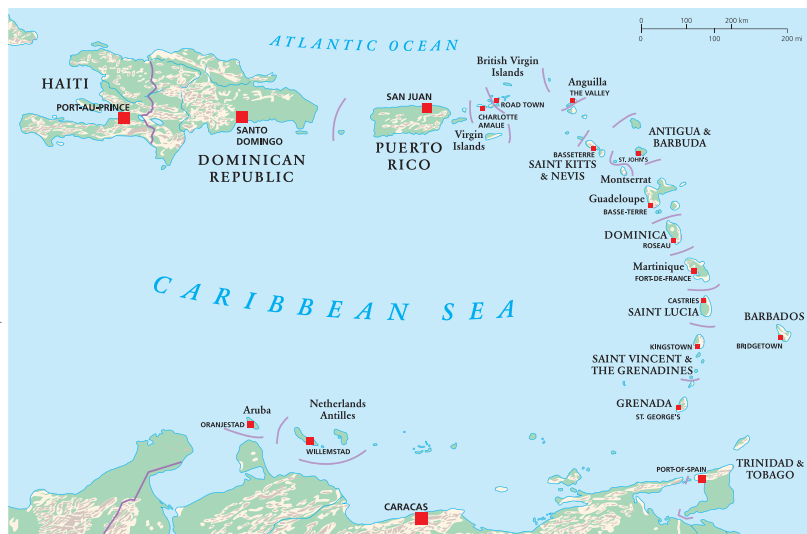 0 100 200 km
0 100 200 mi
ATLANTIC OCEAN
British Virgin
Islands
HAITI
PORT-AU-PRINCE
SANTO
DOMINGO
DOMINICAN
REPUBLIC
SAN JUAN
PUERTO
RICO
ROAD TOWN
CHARLOTTE
AMALIE
Virgin
Islands
Anguilla
THE VALLEY
ANTIGUA &
BARBUDA
ST. JOHN'S
BASSETERRE
SAINT KITTS
& NEVIS
Montserrat
Guadeloupe
BASSE-TERRE
DOMINICA
ROSEAU
Martinique
FORT-DE-FRANCE
CARIBBEAN SEA
CASTRIES
SAINT LUCIA
BARBADOS
BRIDGETOWN
KINGSTOWN
SAINT VINCENT &
THE GRENADINES
GRENADA
ST. GEORGE'S
Aruba
ORANJESTAD
Netherlands
Antilles
WILLEMSTAD
PORT-OF-SPAIN
TRINIDAD &
TOBAGO
CARACAS